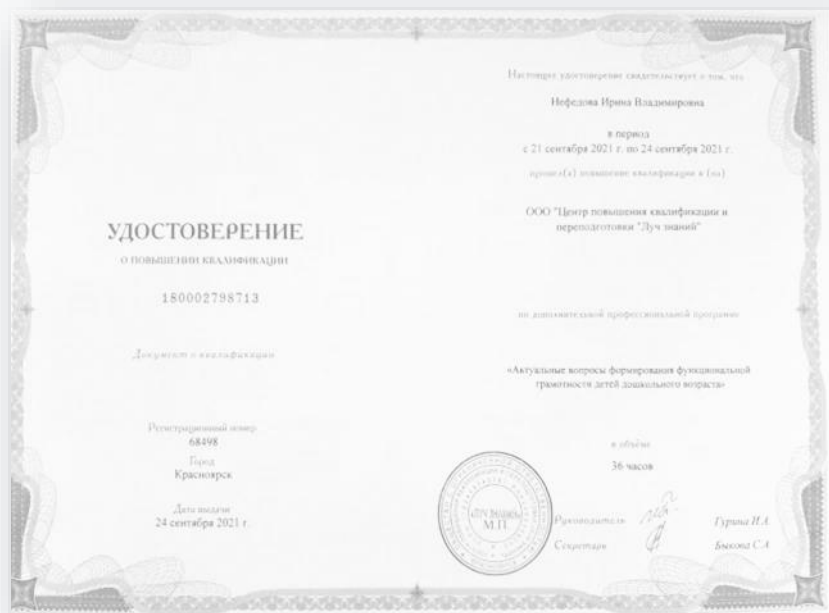 УДОСТОВЕРЕНИЕ
О ПОВЫШЕНИИ КВАЛИФИКАЦИИ
180002798713
Документ о квалификации
Регистрационный номер
68498
Город
Красноярск
Дата выдачи
24 сентября 2021 г.
Настоящее удостоверение свидетельствует о том, что
Нефедова Ирина Владимировна
в период
с 21 сентября 2021 г. по 24 сентября 2021 г.
прошел(а) повышение квалификации в (на)
ООО "Центр повышения квалификации и
переподготовки "Луч знаний"
по дополнительной профессиональной программе
«Актуальные вопросы формирования функциональной
грамотности детей дошкольного возраста»
в объёме
36 часов
«ЛУЧ ЗНАНИЙ»
М.П.
Руководитель Гурина И.А.
Секретарь Быкова С.А.